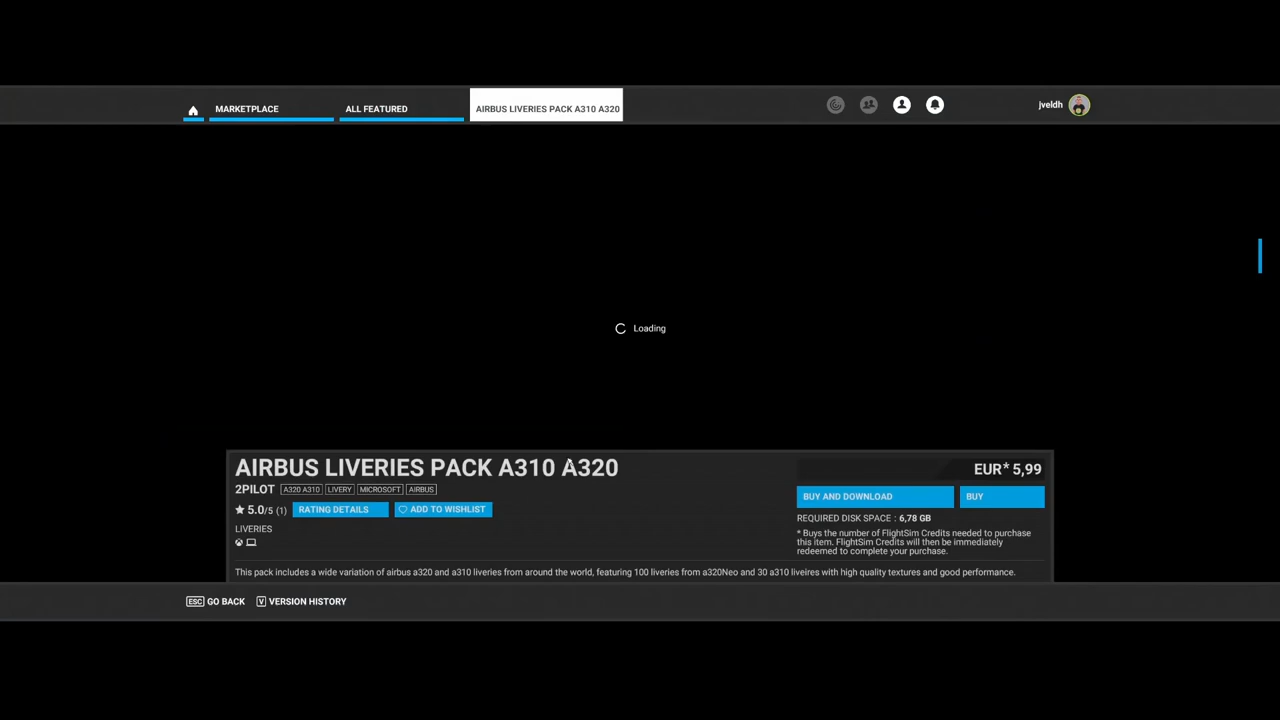 MARKETPLACE
ALL FEATURED
AIRBUS LIVERIES PACK A310 A320
jveldh
Loading
AIRBUS LIVERIES PACK A310 A320
2PILOT A320 A310 LIVERY MICROSOFT AIRBUS
5.0/5 (1) RATING DETAILS ADD TO WISHLIST
LIVERIES
EUR* 5,99
BUY AND DOWNLOAD BUY
REQUIRED DISK SPACE : 6,78 GB
* Buys the number of FlightSim Credits needed to purchase
this item. FlightSim Credits will then be immediately
redeemed to complete your purchase.
This pack includes a wide variation of airbus a320 and a310 liveries from around the world, featuring 100 liveries from a320Neo and 30 a310 liveires with high quality textures and good performance.
ESC GO BACK V VERSION HISTORY